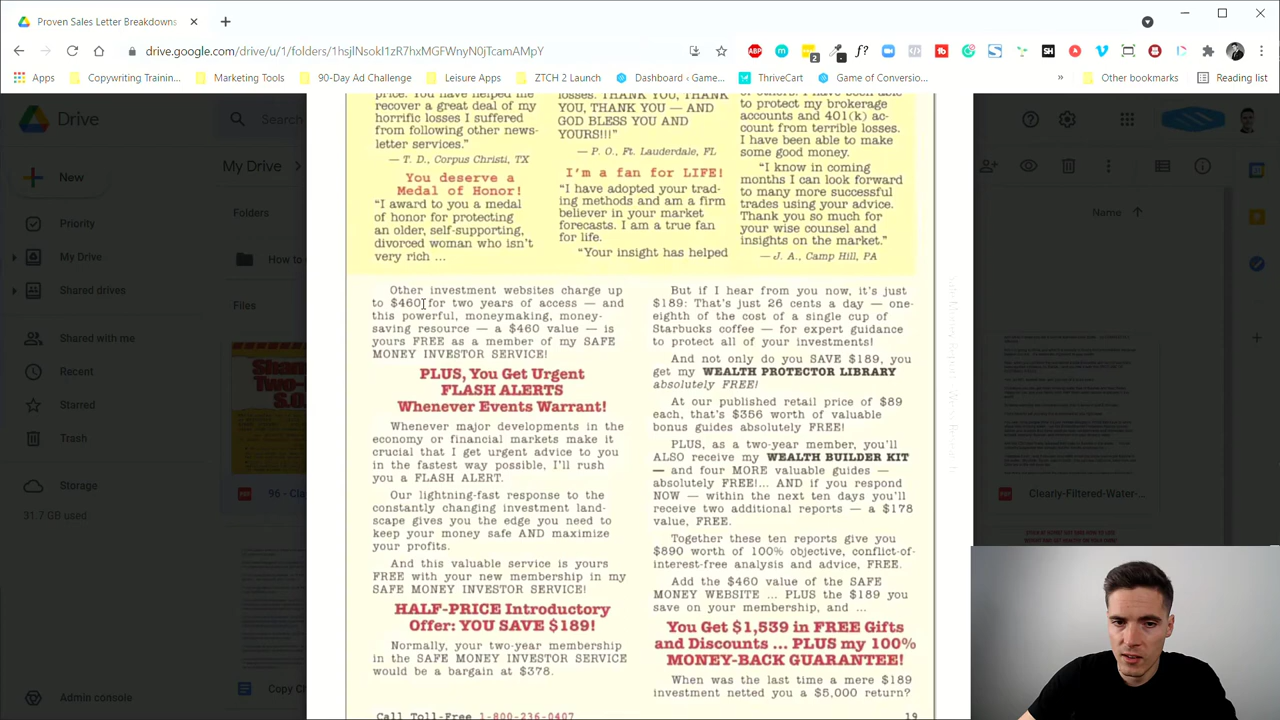 Proven Sales Letter Breakdowns
drive.google.com/drive/u/1/folders/1hsjlNsokI1zR7hxMGFWnyN0jTcamAMpY
Apps
Copywriting Trainin...
Marketing Tools
90-Day Ad Challenge
Leisure Apps
ZTCH 2 Launch
Dashboard ‹ Game...
ThriveCart
Game of Conversio...
»
Other bookmarks
Reading list
Drive
Search
New
Priority
My Drive
Shared drives
Shared with me
Recent
Starred
Trash
Storage
31.7 GB used
Admin console
My Drive
Folders
How to
Files
96 - Cla
Copy Ch
Name
Clearly-Filtered-Water-...
price. You have helped me
recover a great deal of my
horrific losses I suffered
from following other news-
letter services."
— T. D., Corpus Christi, TX
You deserve a
Medal of Honor!
"I award to you a medal
of honor for protecting
an older, self-supporting,
divorced woman who isn't
very rich ...
losses. THANK YOU, THANK
YOU, THANK YOU — AND
GOD BLESS YOU AND
YOURS!!!"
— P. O., Ft. Lauderdale, FL
I'm a fan for LIFE!
"I have adopted your trad-
ing methods and am a firm
believer in your market
forecasts. I am a true fan
for life.
"Your insight has helped
of others. I have been able
to protect my brokerage
accounts and 401(k) ac-
count from terrible losses.
I have been able to make
some good money.
"I know in coming
months I can look forward
to many more successful
trades using your advice.
Thank you so much for
your wise counsel and
insights on the market."
— J. A., Camp Hill, PA
Other investment websites charge up
to $460 for two years of access — and
this powerful, moneymaking, money-
saving resource — a $460 value — is
yours FREE as a member of my SAFE
MONEY INVESTOR SERVICE!
PLUS, You Get Urgent
FLASH ALERTS
Whenever Events Warrant!
Whenever major developments in the
economy or financial markets make it
crucial that I get urgent advice to you
in the fastest way possible, I'll rush
you a FLASH ALERT.
Our lightning-fast response to the
constantly changing investment land-
scape gives you the edge you need to
keep your money safe AND maximize
your profits.
And this valuable service is yours
FREE with your new membership in my
SAFE MONEY INVESTOR SERVICE!
HALF-PRICE Introductory
Offer: YOU SAVE $189!
Normally, your two-year membership
in the SAFE MONEY INVESTOR SERVICE
would be a bargain at $378.
But if I hear from you now, it's just
$189: That's just 26 cents a day — one-
eighth of the cost of a single cup of
Starbucks coffee — for expert guidance
to protect all of your investments!
And not only do you SAVE $189, you
get my WEALTH PROTECTOR LIBRARY
absolutely FREE!
At our published retail price of $89
each, that's $356 worth of valuable
bonus guides absolutely FREE!
PLUS, as a two-year member, you'll
ALSO receive my WEALTH BUILDER KIT
— and four MORE valuable guides —
absolutely FREE!... AND if you respond
NOW — within the next ten days you'll
receive two additional reports — a $178
value, FREE.
Together these ten reports give you
$890 worth of 100% objective, conflict-of-
interest-free analysis and advice, FREE.
Add the $460 value of the SAFE
MONEY WEBSITE ... PLUS the $189 you
save on your membership, and ...
You Get $1,539 in FREE Gifts
and Discounts ... PLUS my 100%
MONEY-BACK GUARANTEE!
When was the last time a mere $189
investment netted you a $5,000 return?
Call Toll-Free 1-800-236-0407
19